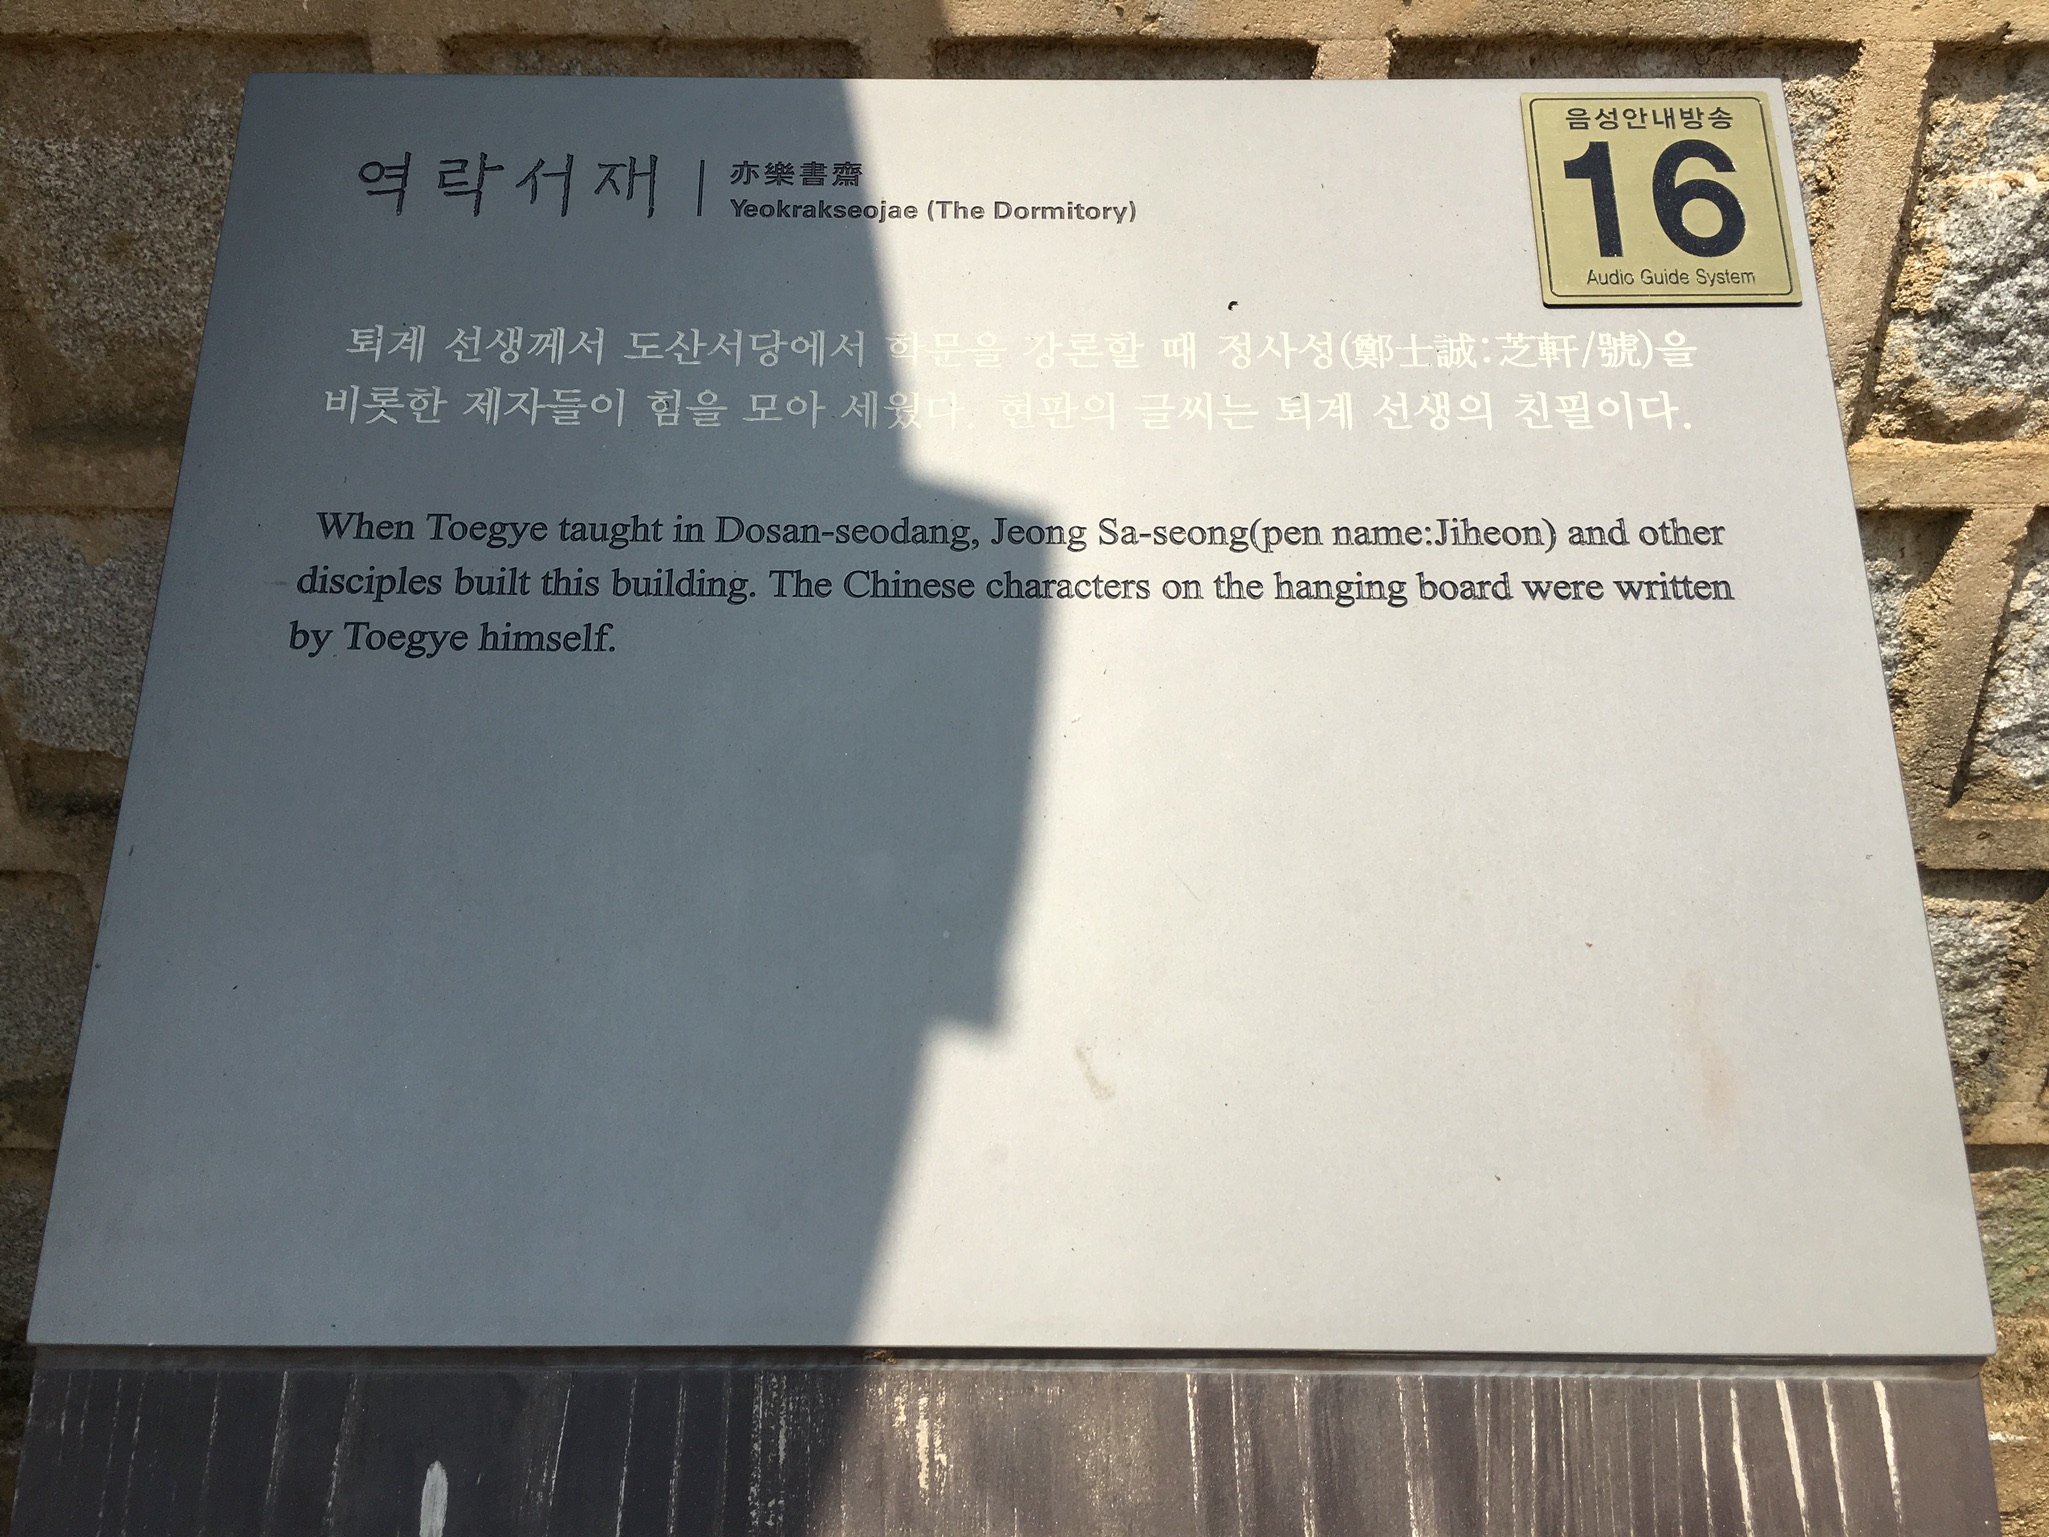 역락서재
亦樂書齋
Yeokrakseojae (The Dormitory)
음성안내방송
16
Audio Guide System
퇴계 선생께서 도산서당에서 학문을 강론할 때 정사성(鄭士誠:芝軒/號)을
비롯한 제자들이 힘을 모아 세웠다. 현판의 글씨는 퇴계 선생의 친필이다.
When Toegye taught in Dosan-seodang, Jeong Sa-seong(pen name:Jiheon) and other
disciples built this building. The Chinese characters on the hanging board were written
by Toegye himself.